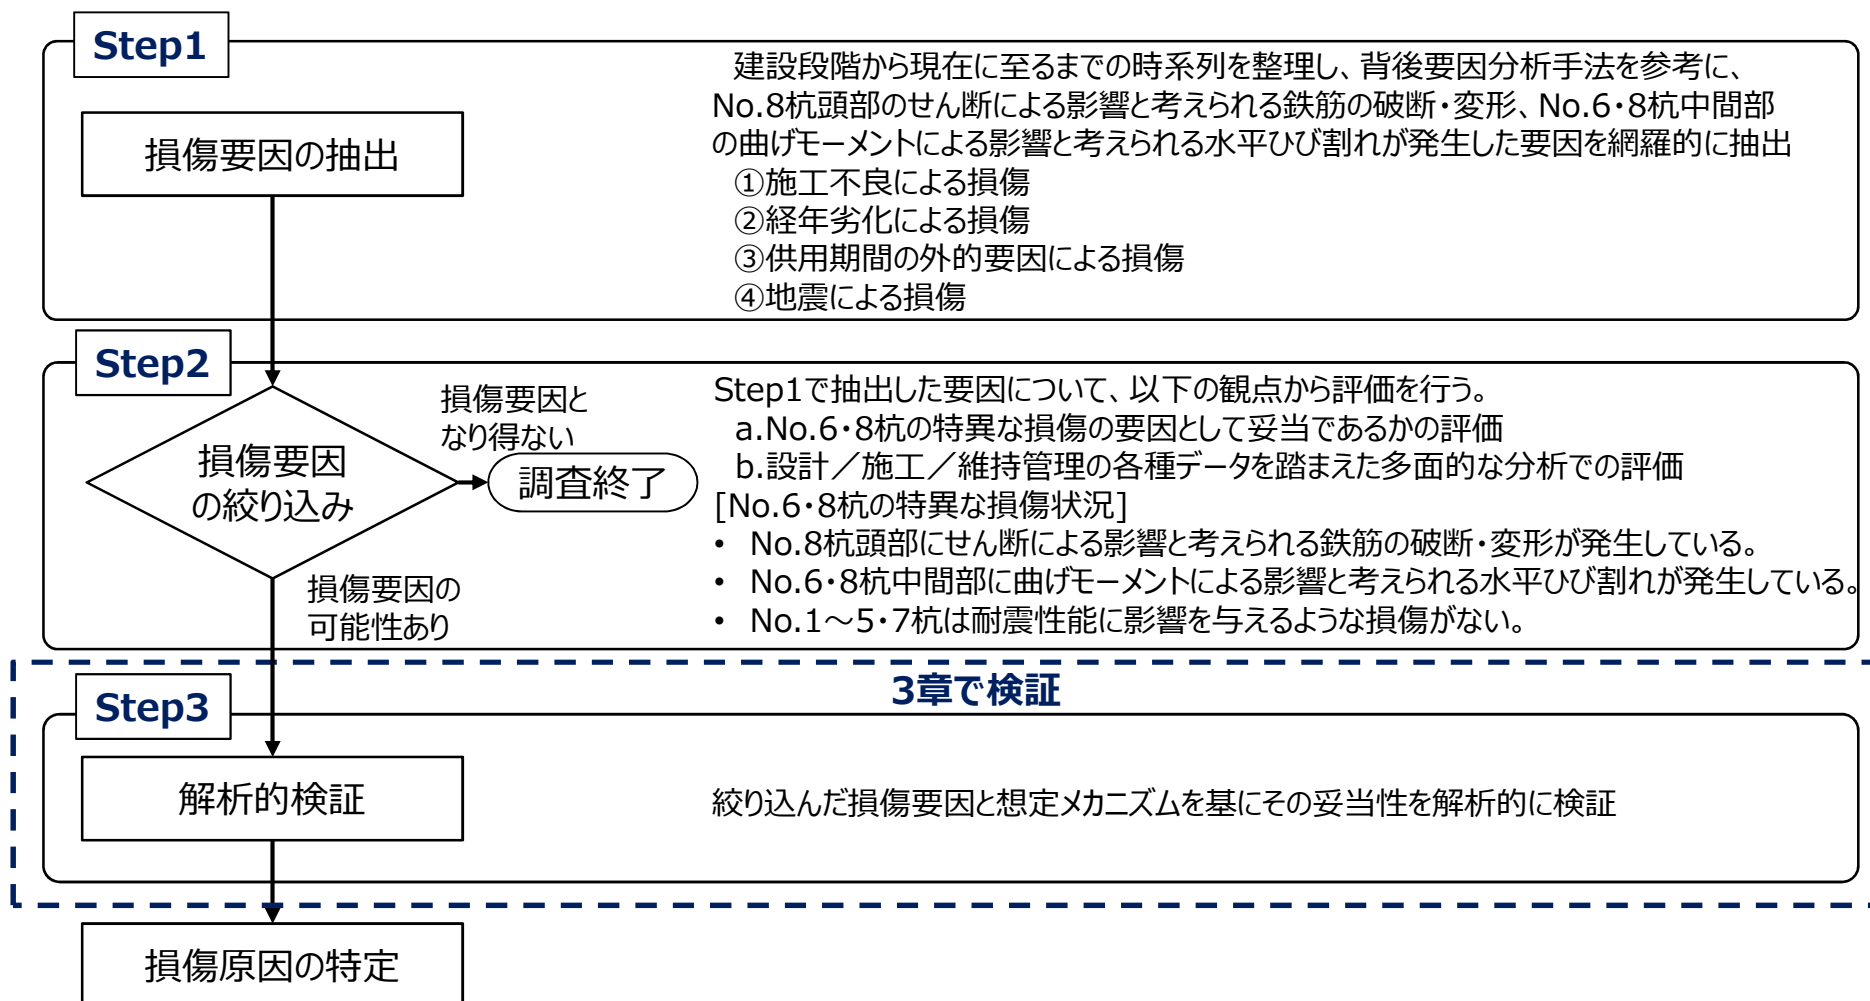 Step1
損傷要因の抽出
建設段階から現在に至るまでの時系列を整理し、背後要因分析手法を参考に、
No.8杭頭部のせん断による影響と考えられる鉄筋の破断・変形、No.6・8杭中間部
の曲げモーメントによる影響と考えられる水平ひび割れが発生した要因を網羅的に抽出
①施工不良による損傷
②経年劣化による損傷
③供用期間の外的要因による損傷
④地震による損傷
Step2
損傷要因
の絞り込み
損傷要因と
なり得ない
調査終了
損傷要因の
可能性あり
Step1で抽出した要因について、以下の観点から評価を行う。
a.No.6・8杭の特異な損傷の要因として妥当であるかの評価
b.設計／施工／維持管理の各種データを踏まえた多面的な分析での評価
[No.6・8杭の特異な損傷状況]
• No.8杭頭部にせん断による影響と考えられる鉄筋の破断・変形が発生している。
• No.6・8杭中間部に曲げモーメントによる影響と考えられる水平ひび割れが発生している。
• No.1～5・7杭は耐震性能に影響を与えるような損傷がない。
3章で検証
Step3
解析的検証
絞り込んだ損傷要因と想定メカニズムを基にその妥当性を解析的に検証
損傷原因の特定